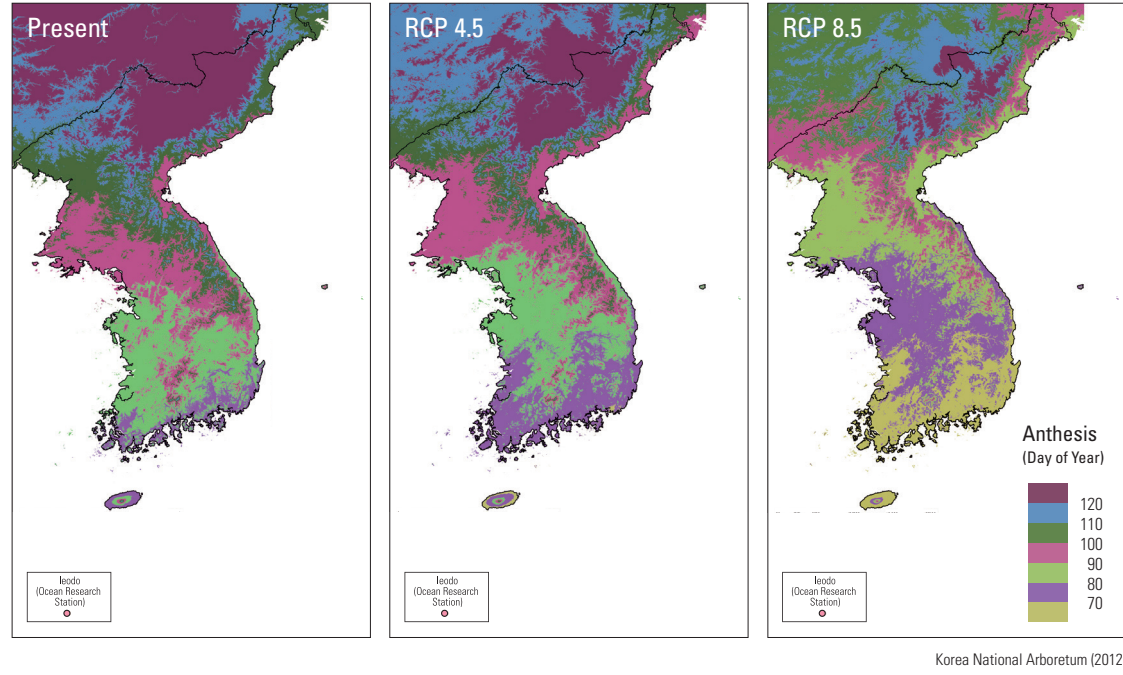 Present
RCP 4.5
RCP 8.5
Anthesis
(Day of Year)
120
110
100
90
80
70
Ieodo
(Ocean Research
Station)
Ieodo
(Ocean Research
Station)
Ieodo
(Ocean Research
Station)
Korea National Arboretum (2012